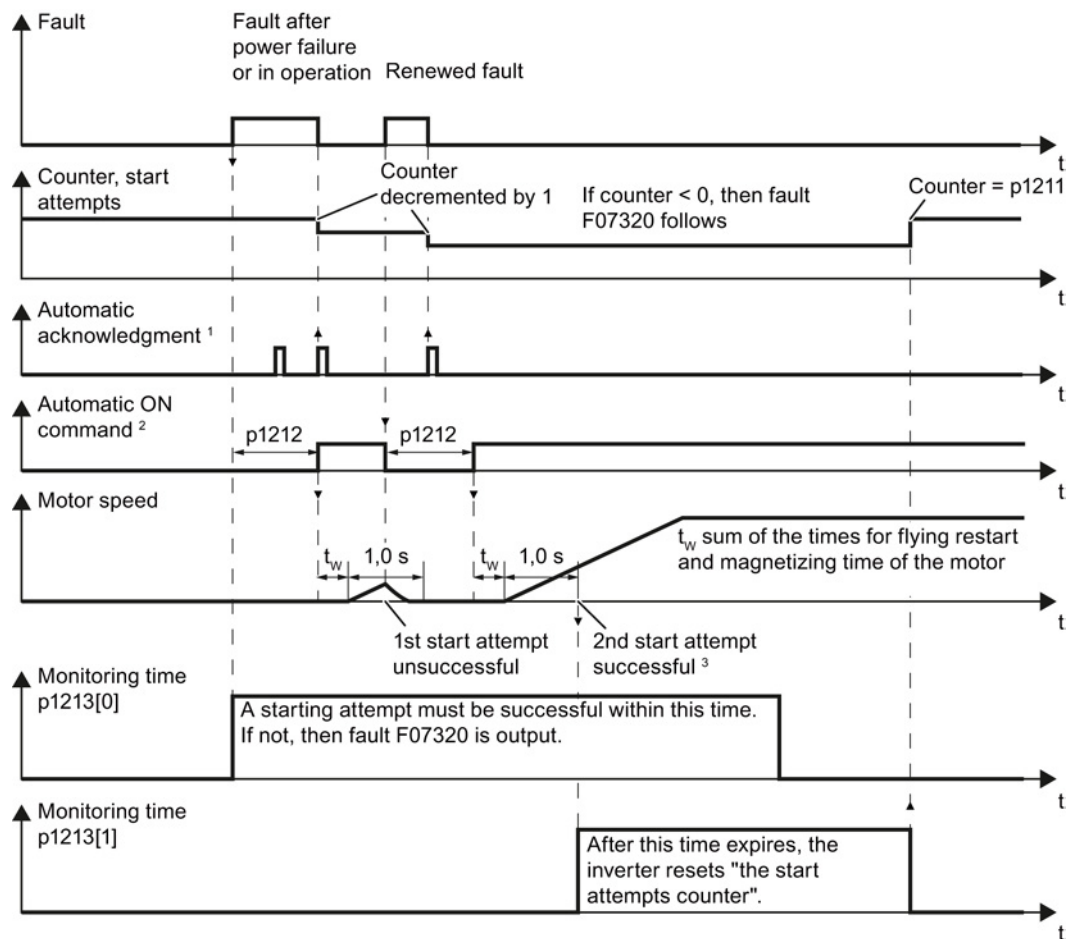 Fault
Fault after
power failure
or in operation
Renewed fault
t
Counter, start
attempts
Counter
decremented by 1
If counter < 0, then fault
F07320 follows
Counter = p1211
t
Automatic
acknowledgment ¹
t
Automatic ON
command ²
p1212
p1212
t
Motor speed
t_W
1,0 s
t_W
1,0 s
t_W sum of the times for flying restart
and magnetizing time of the motor
t
1st start attempt
unsuccessful
2nd start attempt
successful ³
Monitoring time
p1213[0]
A starting attempt must be successful within this time.
If not, then fault F07320 is output.
t
Monitoring time
p1213[1]
After this time expires, the
inverter resets "the start
attempts counter".
t